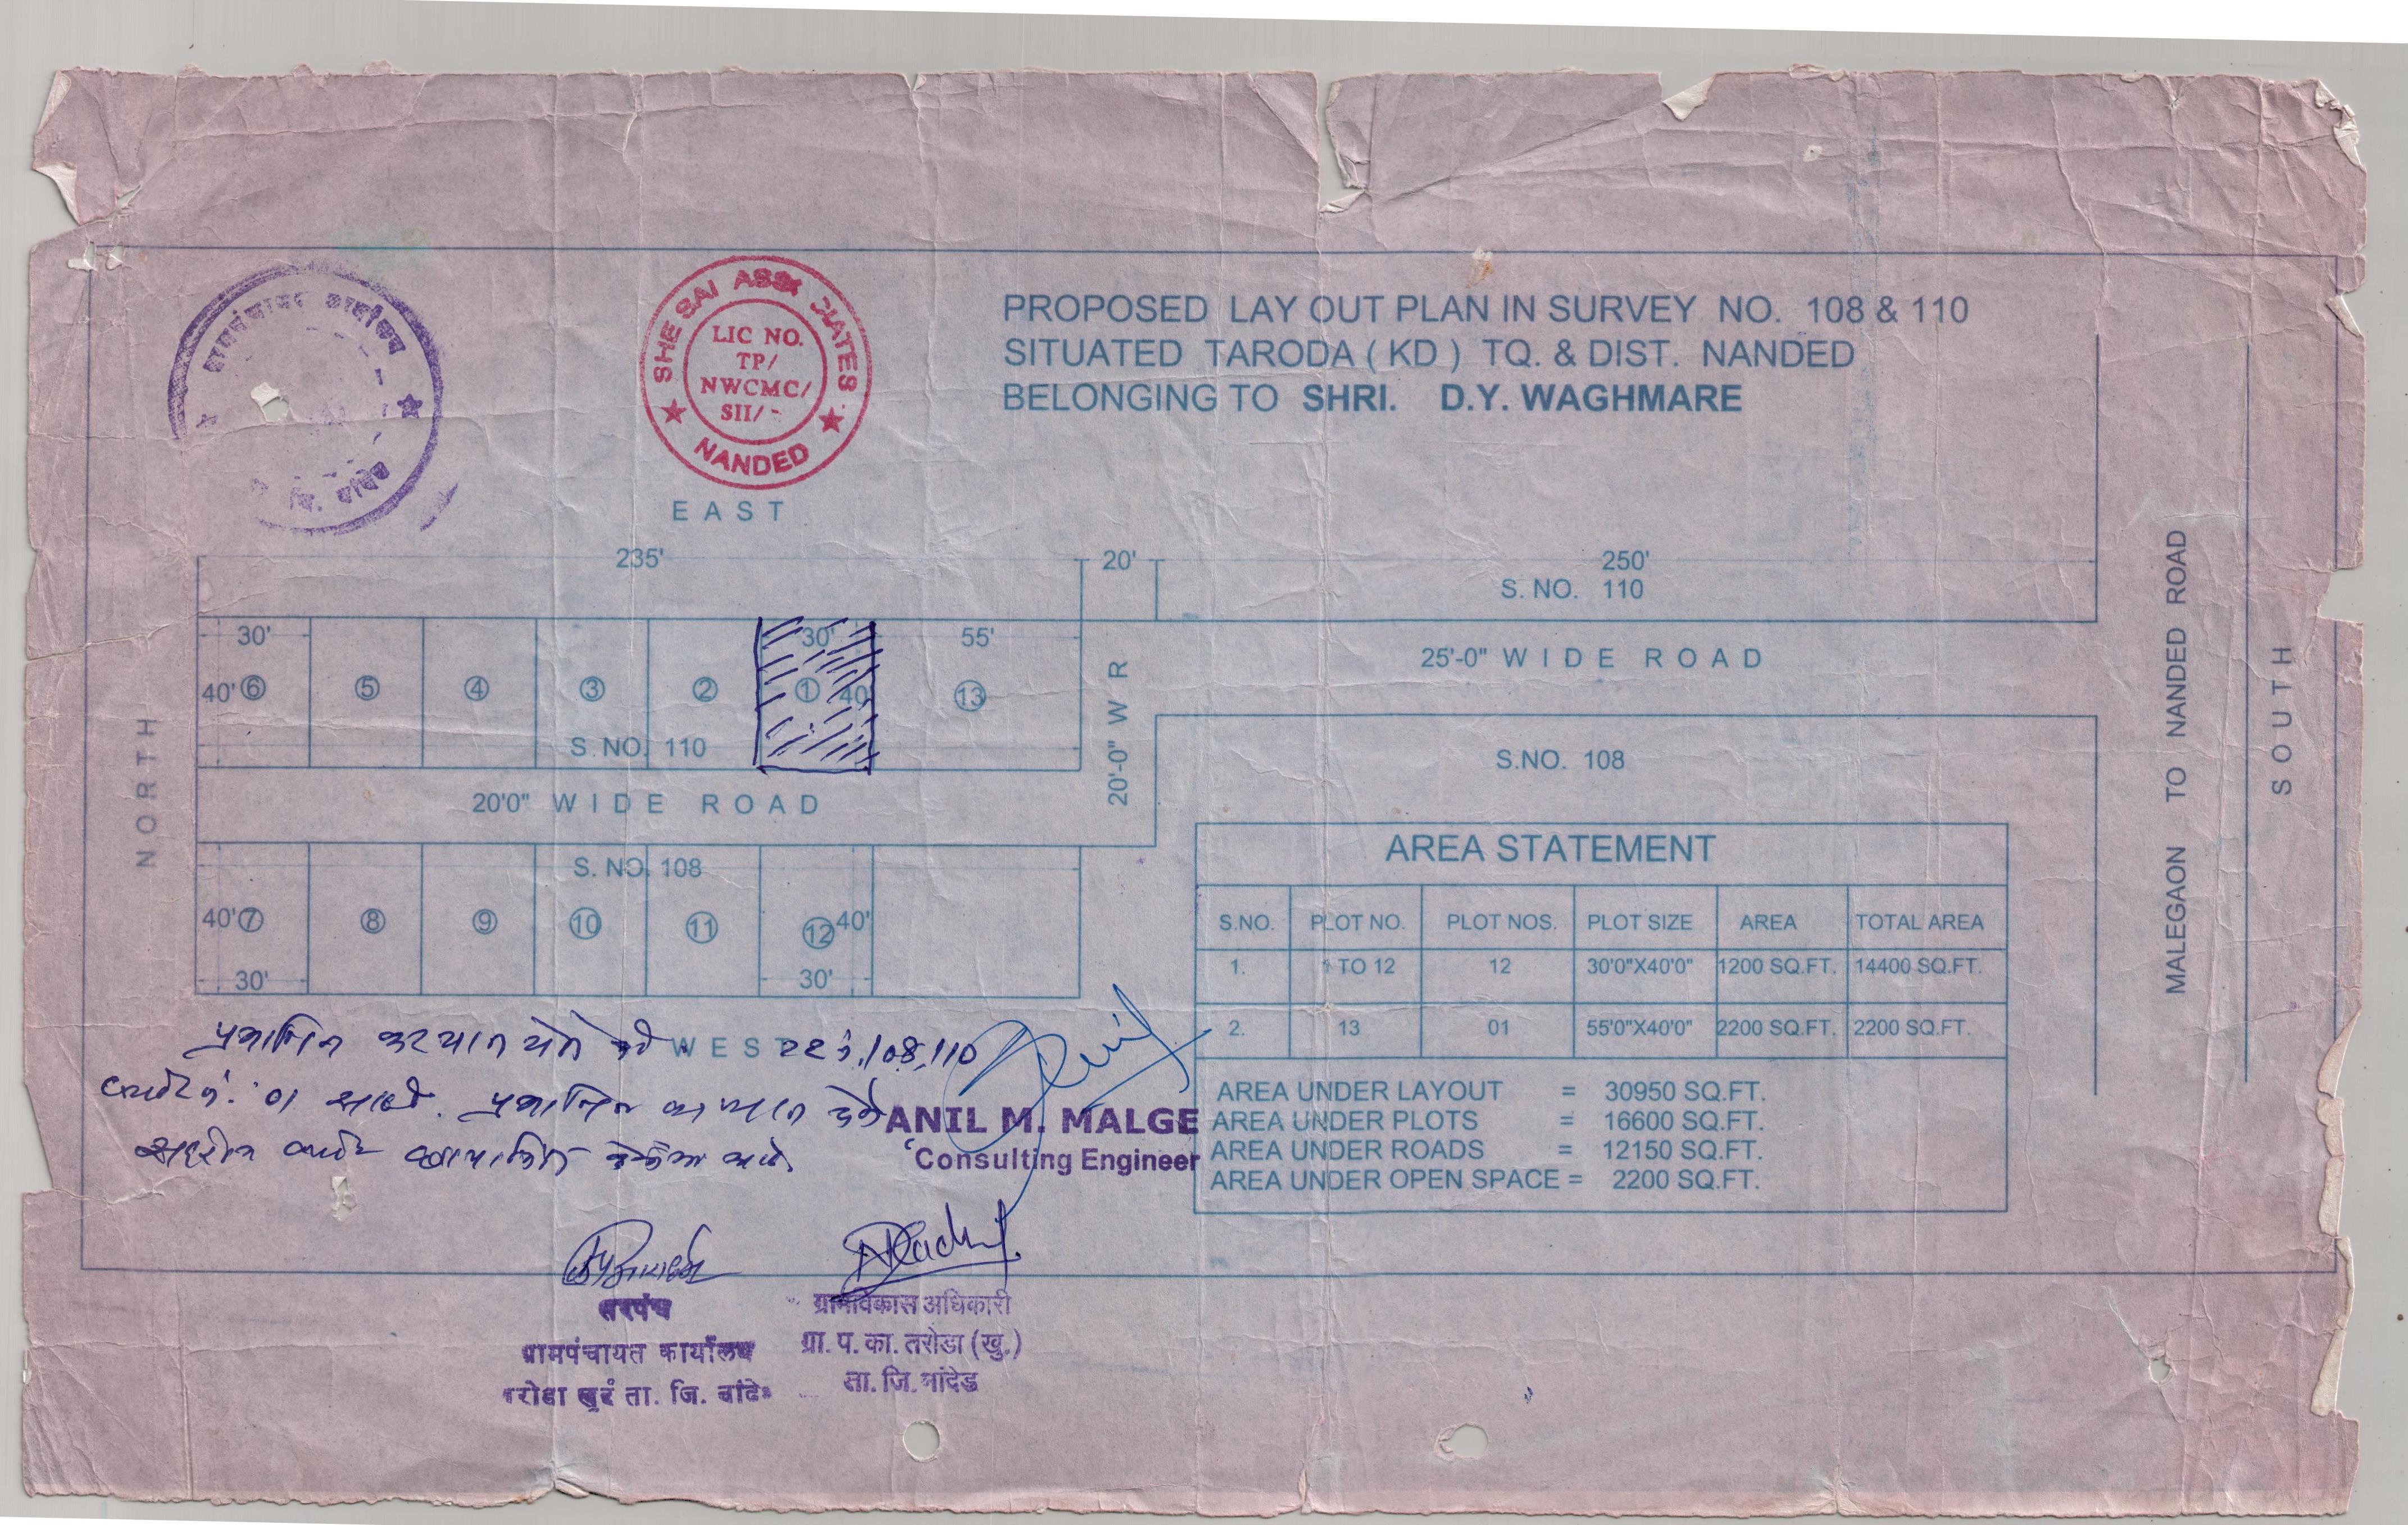 ग्रामपंचायत कार्यालय
जि. नांदेड
SHE SAI ASSOCIATES
LIC NO.
TP/
NWCMC/
SII/-
NANDED
PROPOSED LAY OUT PLAN IN SURVEY NO. 108 & 110
SITUATED TARODA ( KD ) TQ. & DIST. NANDED
BELONGING TO SHRI. D.Y. WAGHMARE
EAST
235' 20' 250'
S. NO. 110
30' 30' 55'
25'-0" WIDE ROAD
40' 6 5 4 3 2 1 40' 13
S. NO. 110
20'-0" W R
S.NO. 108
20'0" WIDE ROAD
NORTH
SOUTH
MALEGAON TO NANDED ROAD
S. NO. 108
40' 7 8 9 10 11 12 40'
30' 30'
AREA STATEMENT
S.NO. PLOT NO. PLOT NOS. PLOT SIZE AREA TOTAL AREA
1. 1 TO 12 12 30'0"X40'0" 1200 SQ.FT. 14400 SQ.FT.
2. 13 01 55'0"X40'0" 2200 SQ.FT. 2200 SQ.FT.
AREA UNDER LAYOUT = 30950 SQ.FT.
AREA UNDER PLOTS = 16600 SQ.FT.
AREA UNDER ROADS = 12150 SQ.FT.
AREA UNDER OPEN SPACE = 2200 SQ.FT.
प्रमाणित करण्यात येते की WEST 108,110
ANIL M. MALGE
Consulting Engineer
सरपंच
ग्रामपंचायत कार्यालय
तरोडा खुर्द ता. जि. नांदेड
ग्रामविकास अधिकारी
ग्रा. प. का. तरोडा (खु.)
ता. जि. नांदेड